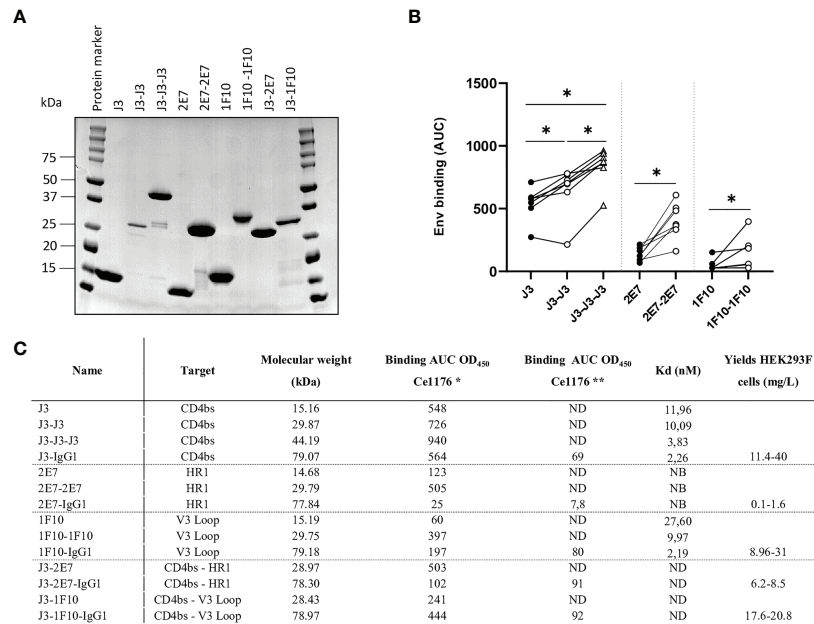 A
kDa
Protein marker
J3
J3-J3
J3-J3-J3
2E7
2E7-2E7
1F10
1F10 -1F10
J3-2E7
J3-1F10
75
50
37
25
20
15
B
Env binding (AUC)
1500
1000
500
0
* * * * *
J3
J3-J3
J3-J3-J3
2E7
2E7-2E7
1F10
1F10-1F10
C
Name Target Molecular weight (kDa) Binding AUC OD450 Ce1176 * Binding AUC OD450 Ce1176 ** Kd (nM) Yields HEK293F cells (mg/L)
J3 CD4bs 15.16 548 ND 11,96
J3-J3 CD4bs 29.87 726 ND 10,09
J3-J3-J3 CD4bs 44.19 940 ND 3,83
J3-IgG1 CD4bs 79.07 564 69 2,26 11.4-40
2E7 HR1 14.68 123 ND NB
2E7-2E7 HR1 29.79 505 ND NB
2E7-IgG1 HR1 77.84 25 7,8 NB 0.1-1.6
1F10 V3 Loop 15.19 60 ND 27,60
1F10-1F10 V3 Loop 29.75 397 ND 9,97
1F10-IgG1 V3 Loop 79.18 197 80 2,19 8.96-31
J3-2E7 CD4bs - HR1 28.97 503 ND ND
J3-2E7-IgG1 CD4bs - HR1 78.30 102 91 ND 6.2-8.5
J3-1F10 CD4bs - V3 Loop 28.43 241 ND ND
J3-1F10-IgG1 CD4bs - V3 Loop 78.97 444 92 ND 17.6-20.8